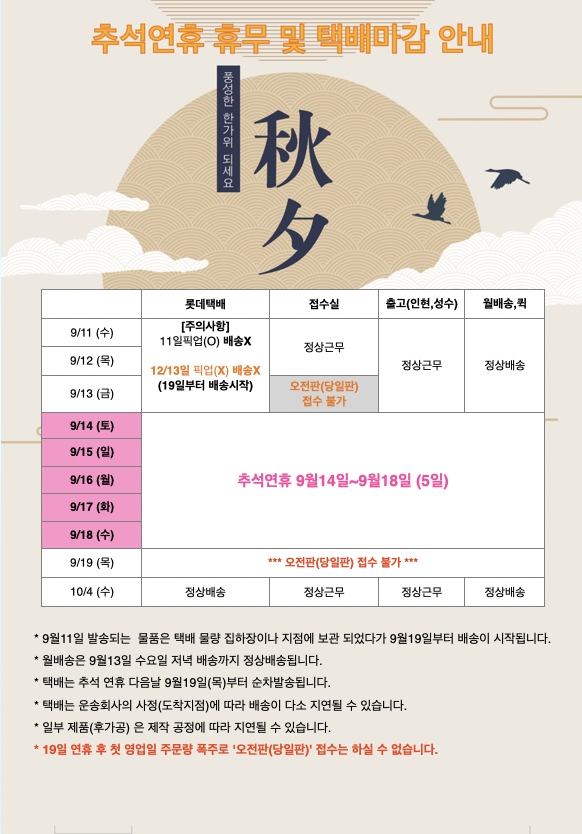 추석연휴 휴무 및 택배마감 안내
풍성한 한가위 되세요
秋
夕
롯데택배 접수실 출고(인현,성수) 월배송,퀵
9/11 (수)
9/12 (목)
9/13 (금)
[주의사항]
11일픽업(O) 배송X
12/13일 픽업(X) 배송X
(19일부터 배송시작)
정상근무
오전판(당일판)
접수 불가
정상근무
정상배송
9/14 (토)
9/15 (일)
9/16 (월)
9/17 (화)
9/18 (수)
추석연휴 9월14일~9월18일 (5일)
9/19 (목) *** 오전판(당일판) 접수 불가 ***
10/4 (수) 정상배송 정상근무 정상근무 정상배송
* 9월11일 발송되는 물품은 택배 물량 집하장이나 지점에 보관 되었다가 9월19일부터 배송이 시작됩니다.
* 월배송은 9월13일 수요일 저녁 배송까지 정상배송됩니다.
* 택배는 추석 연휴 다음날 9월19일(목)부터 순차발송됩니다.
* 택배는 운송회사의 사정(도착지점)에 따라 배송이 다소 지연될 수 있습니다.
* 일부 제품(후가공) 은 제작 공정에 따라 지연될 수 있습니다.
* 19일 연휴 후 첫 영업일 주문량 폭주로 '오전판(당일판)' 접수는 하실 수 없습니다.